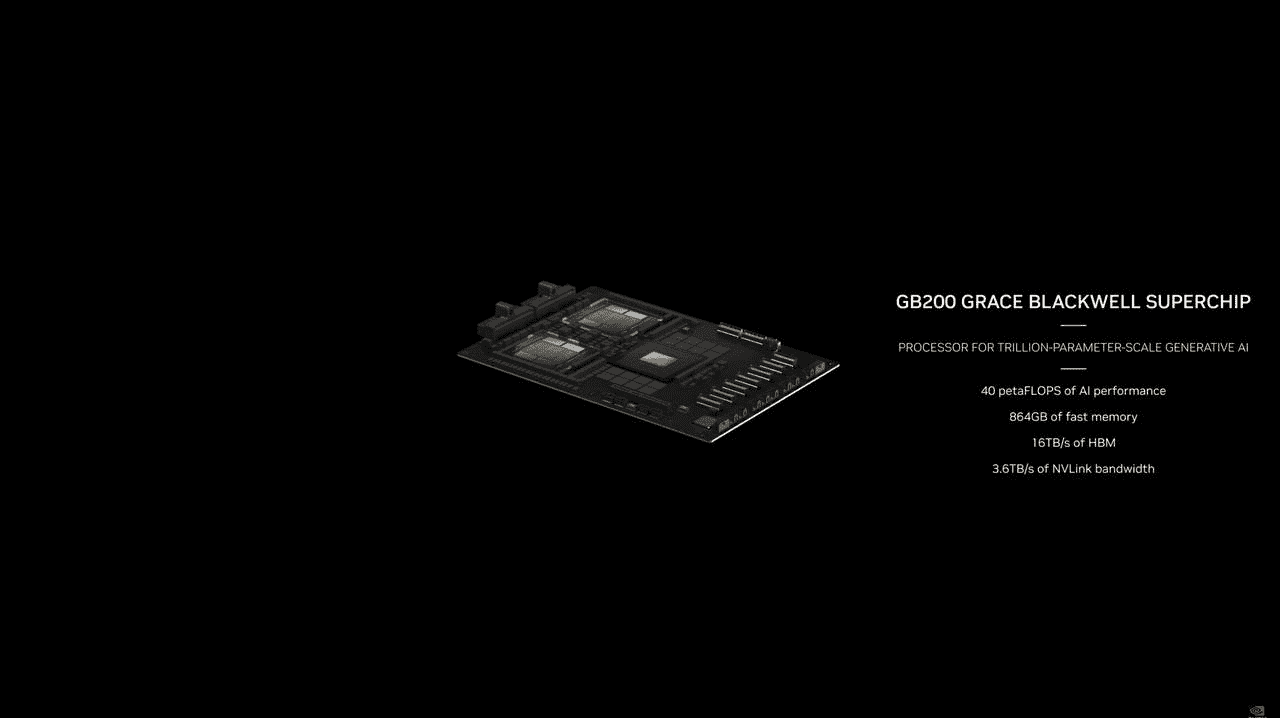 GB200 GRACE BLACKWELL SUPERCHIP
PROCESSOR FOR TRILLION-PARAMETER-SCALE GENERATIVE AI
40 petaFLOPS of AI performance
864GB of fast memory
16TB/s of HBM
3.6TB/s of NVLink bandwidth